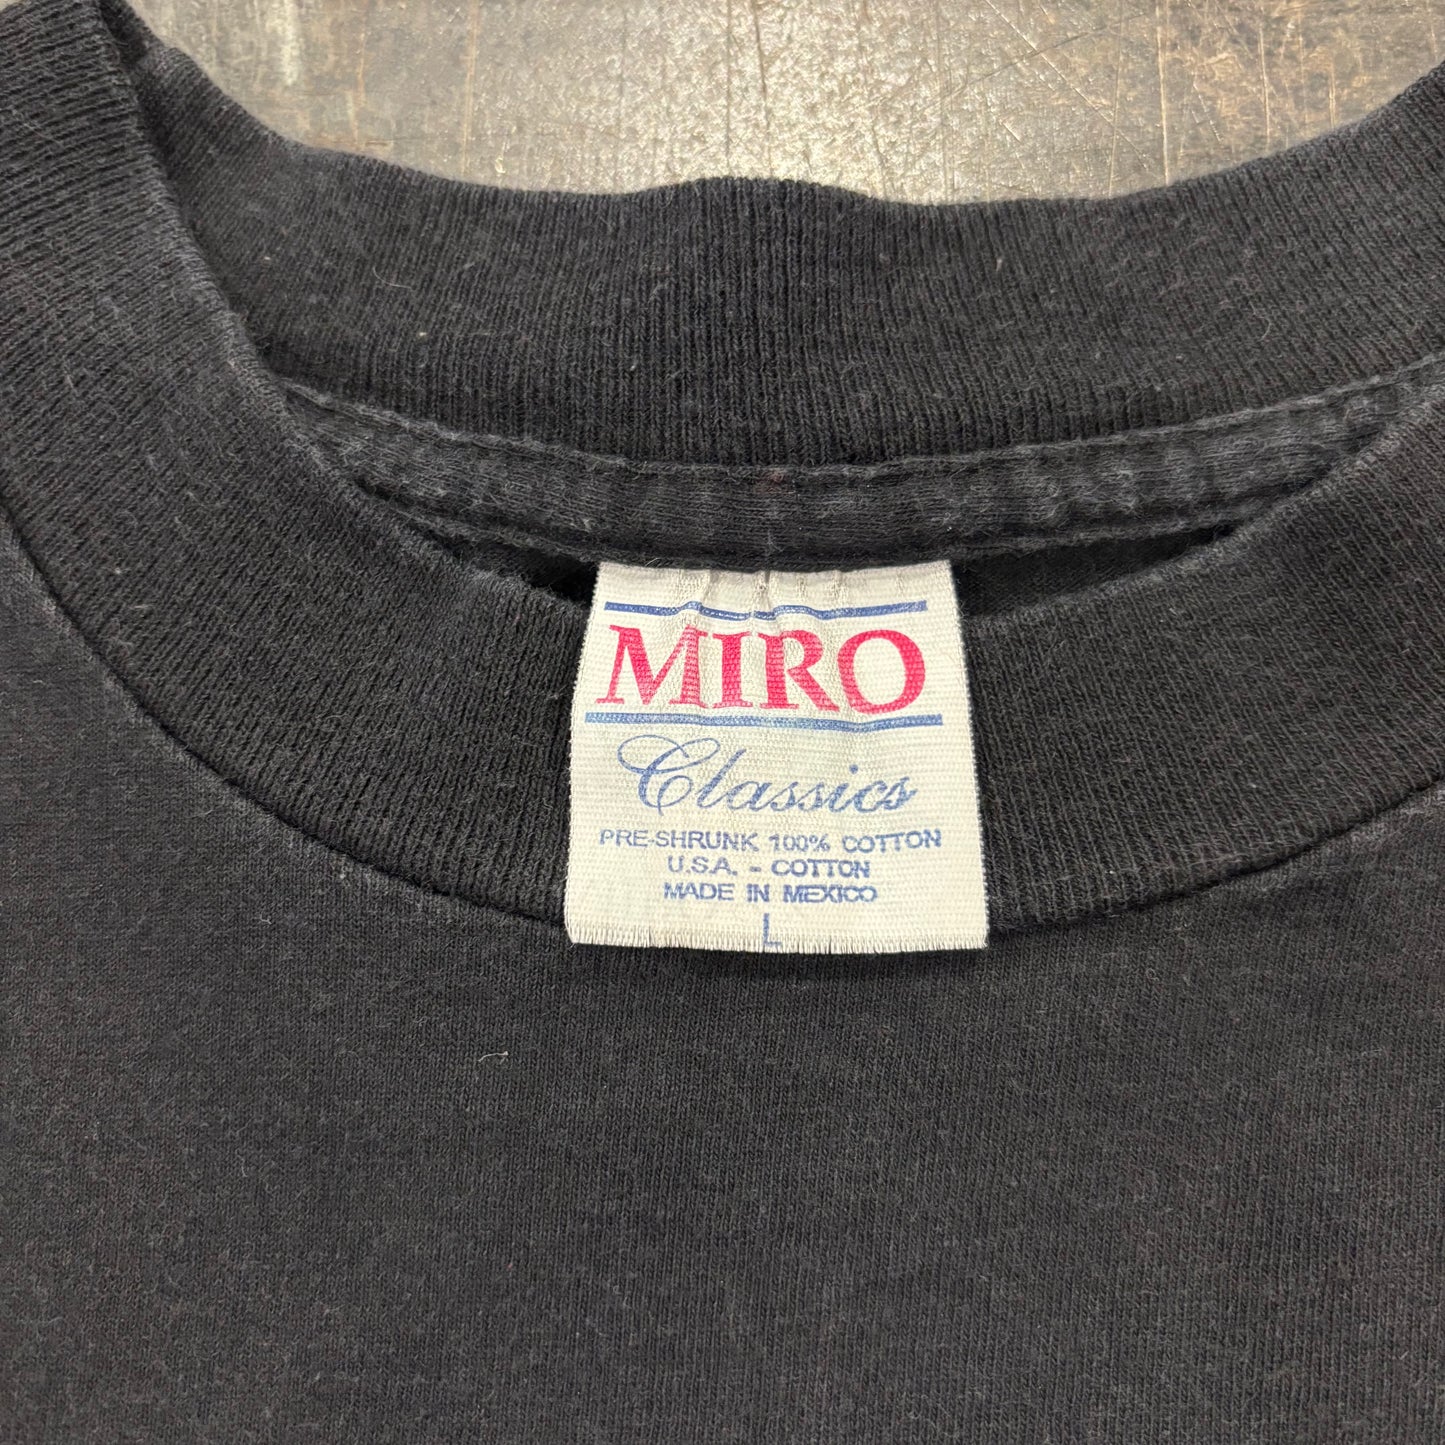 MIRO
Classics
PRE-SHRUNK 100% COTTON
U.S.A. - COTTON
MADE IN MEXICO
L